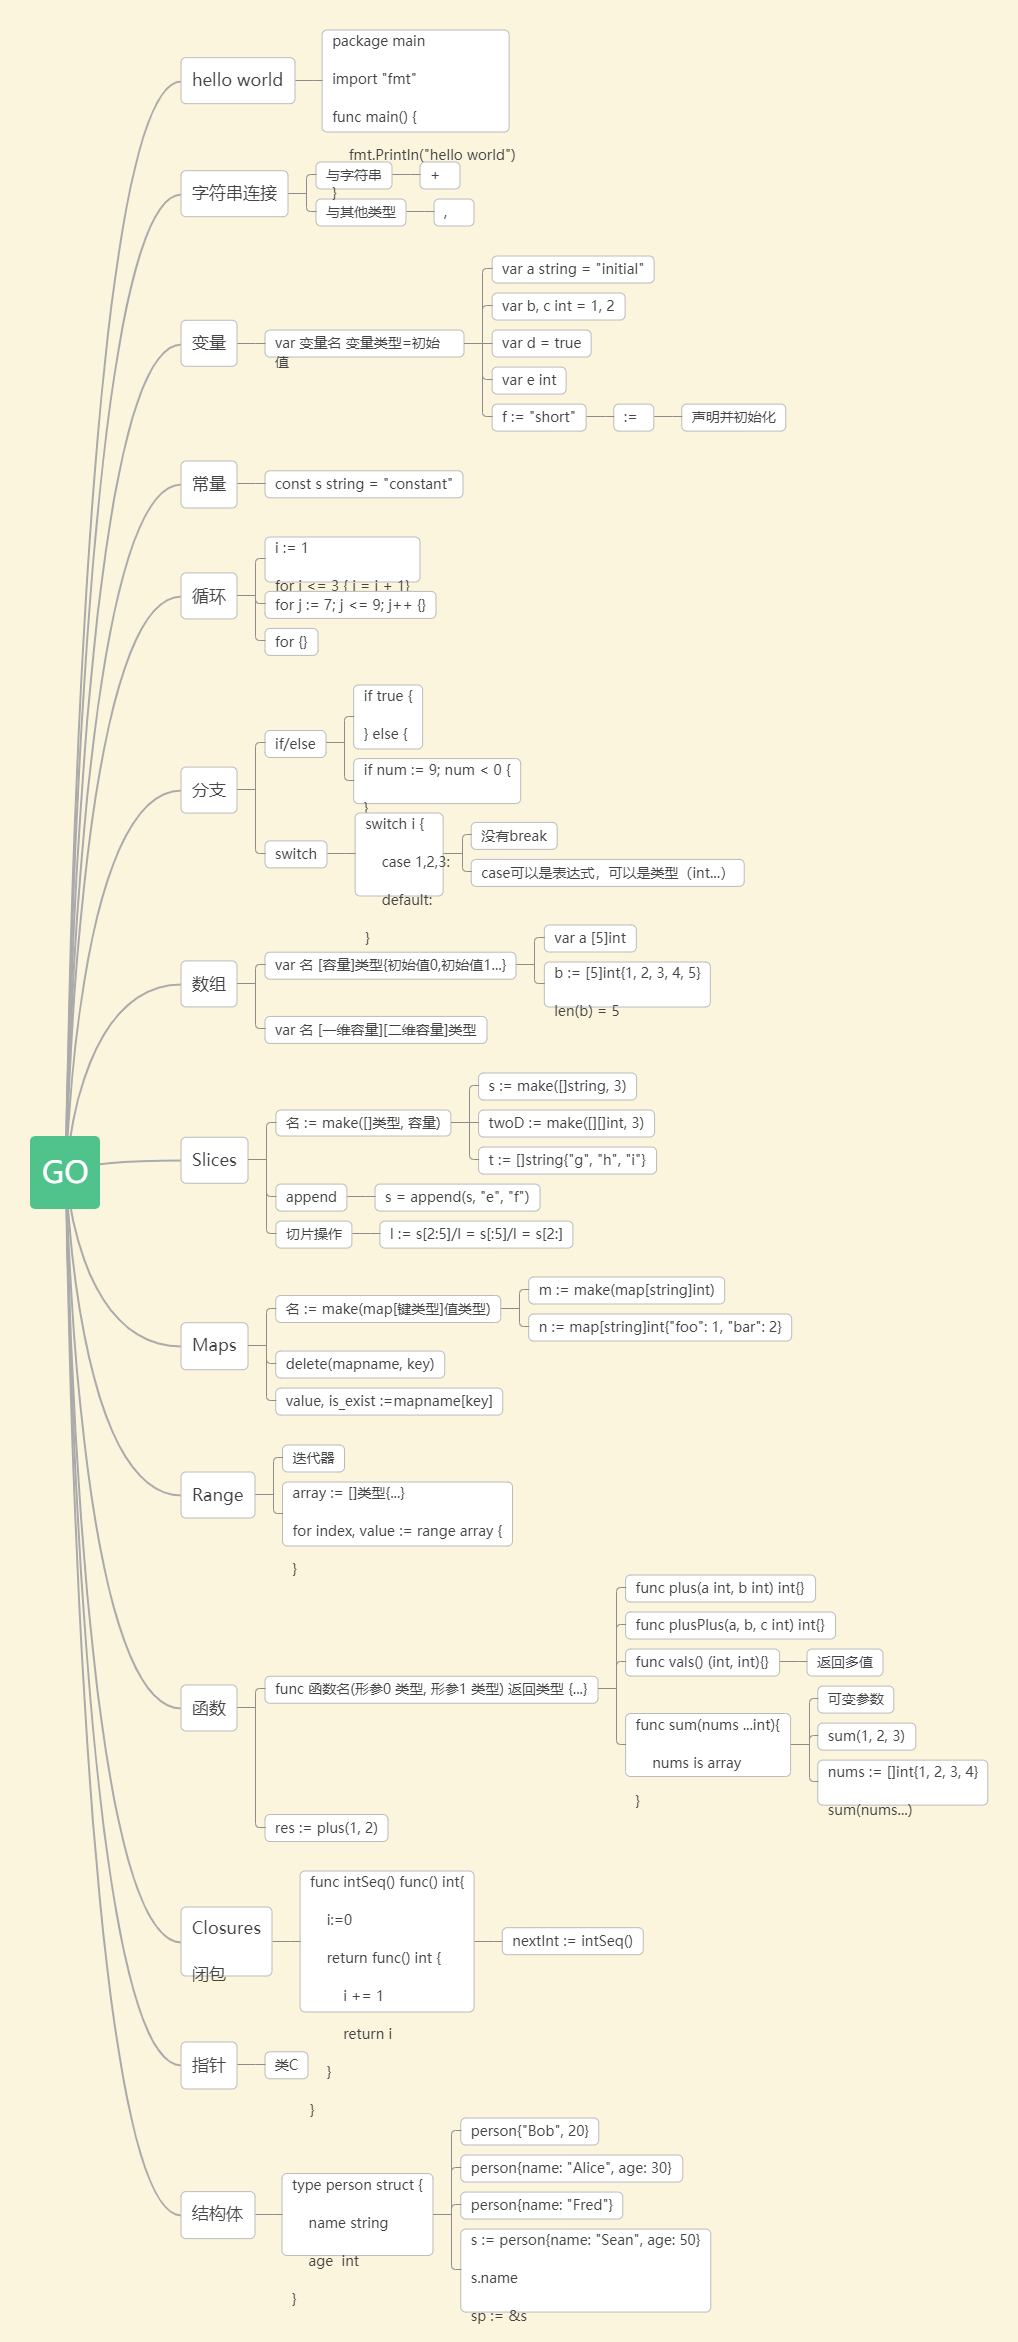 GO
hello world
package main
import "fmt"
func main() {
fmt.Println("hello world")
}
字符串连接
与字符串
+
与其他类型
,
变量
var 变量名 变量类型=初始
值
var a string = "initial"
var b, c int = 1, 2
var d = true
var e int
f := "short"
:=
声明并初始化
常量
const s string = "constant"
循环
i := 1
for i <= 3 { i = i + 1}
for j := 7; j <= 9; j++ {}
for {}
分支
if/else
if true {
} else {
if num := 9; num < 0 {
}
switch
switch i {
case 1,2,3:
default:
}
没有break
case可以是表达式，可以是类型（int...）
数组
var 名 [容量]类型{初始值0,初始值1...}
var a [5]int
b := [5]int{1, 2, 3, 4, 5}
len(b) = 5
var 名 [一维容量][二维容量]类型
Slices
名 := make([]类型, 容量)
s := make([]string, 3)
twoD := make([][]int, 3)
t := []string{"g", "h", "i"}
append
s = append(s, "e", "f")
切片操作
l := s[2:5]/l = s[:5]/l = s[2:]
Maps
名 := make(map[键类型]值类型)
m := make(map[string]int)
n := map[string]int{"foo": 1, "bar": 2}
delete(mapname, key)
value, is_exist :=mapname[key]
Range
迭代器
array := []类型{...}
for index, value := range array {
}
函数
func 函数名(形参0 类型, 形参1 类型) 返回类型 {...}
func plus(a int, b int) int{}
func plusPlus(a, b, c int) int{}
func vals() (int, int){}
返回多值
func sum(nums ...int){
nums is array
}
可变参数
sum(1, 2, 3)
nums := []int{1, 2, 3, 4}
sum(nums...)
res := plus(1, 2)
Closures
闭包
func intSeq() func() int{
i:=0
return func() int {
i += 1
return i
}
}
nextInt := intSeq()
指针
类C
结构体
type person struct {
name string
age  int
}
person{"Bob", 20}
person{name: "Alice", age: 30}
person{name: "Fred"}
s := person{name: "Sean", age: 50}
s.name
sp := &s